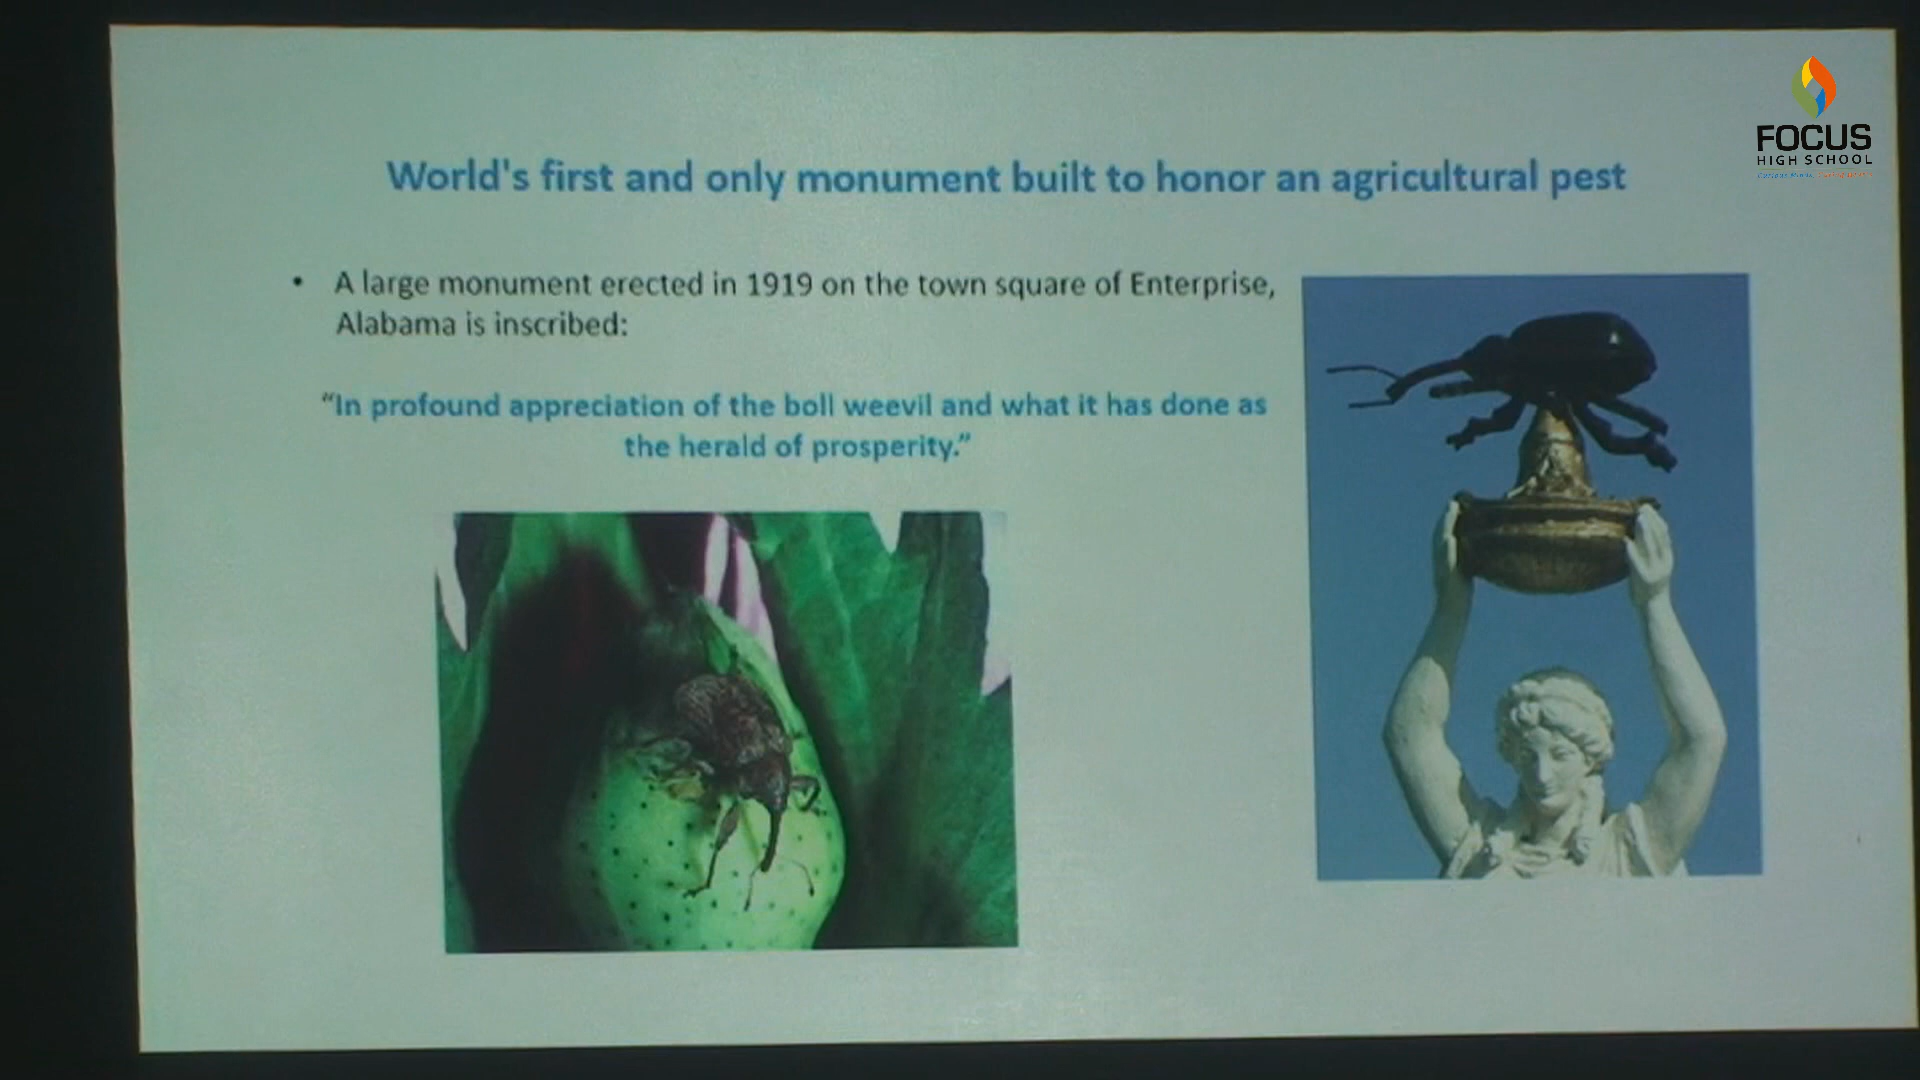 FOCUS
HIGH SCHOOL
World's first and only monument built to honor an agricultural pest
• A large monument erected in 1919 on the town square of Enterprise,
Alabama is inscribed:
“In profound appreciation of the boll weevil and what it has done as
the herald of prosperity.”